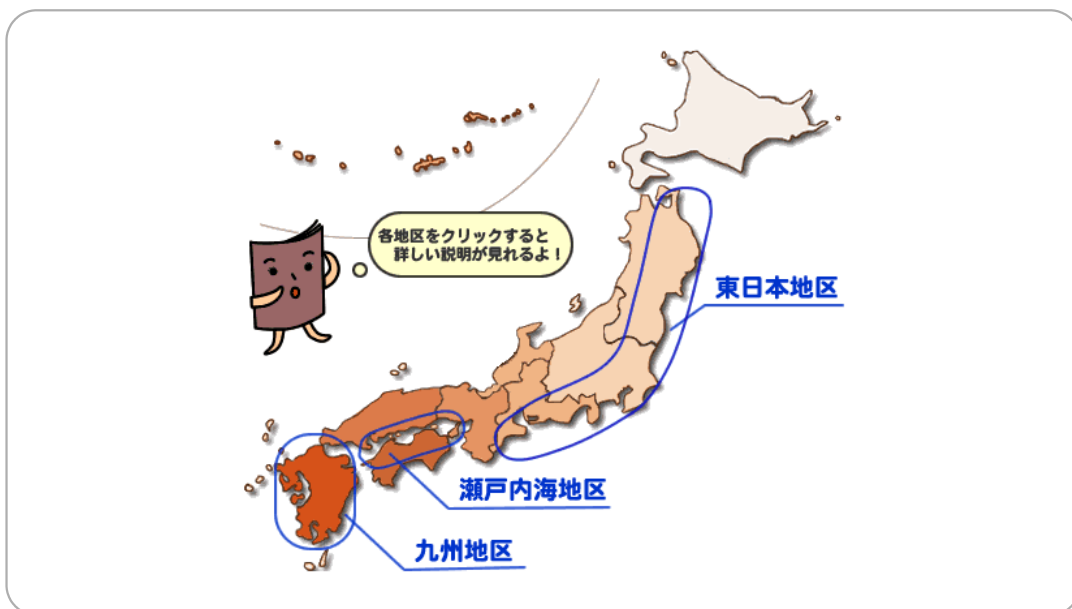 各地区をクリックすると
詳しい説明が見れるよ！
東日本地区
瀬戸内海地区
九州地区